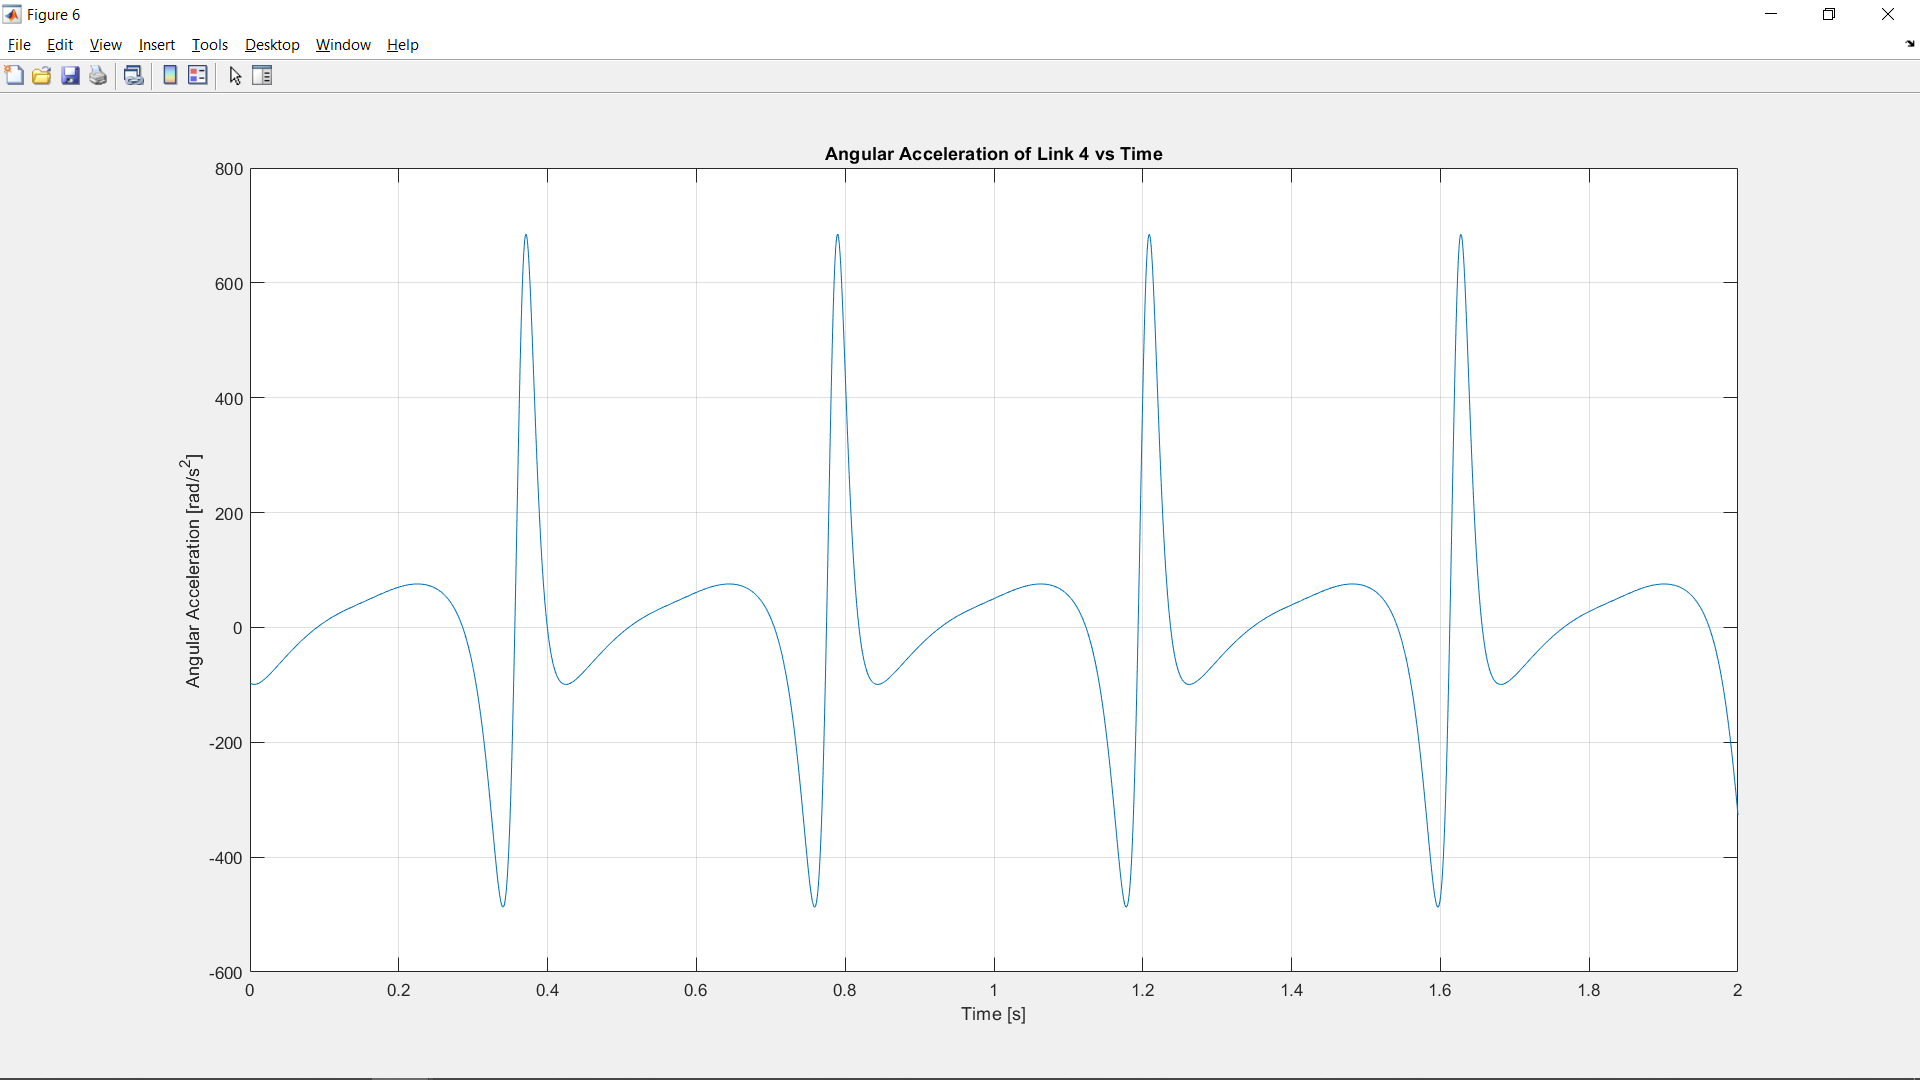 Figure 6
File Edit View Insert Tools Desktop Window Help
Angular Acceleration of Link 4 vs Time
800
600
400
200
0
-200
-400
-600
Angular Acceleration [rad/s^2]
0 0.2 0.4 0.6 0.8 1 1.2 1.4 1.6 1.8 2
Time [s]